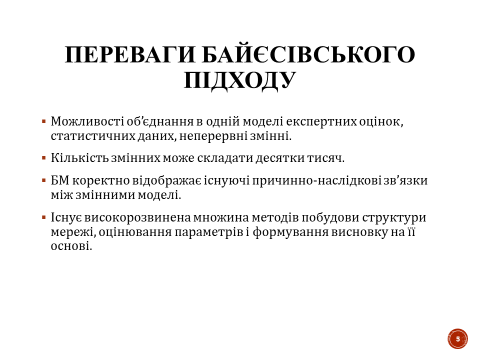 ПЕРЕВАГИ БАЙЄСІВСЬКОГО
ПІДХОДУ
▪ Можливості об’єднання в одній моделі експертних оцінок,
статистичних даних, неперервні змінні.
▪ Кількість змінних може складати десятки тисяч.
▪ БМ коректно відображає існуючі причинно-наслідкові зв’язки
між змінними моделі.
▪ Існує високорозвинена множина методів побудови структури
мережі, оцінювання параметрів і формування висновку на її
основі.